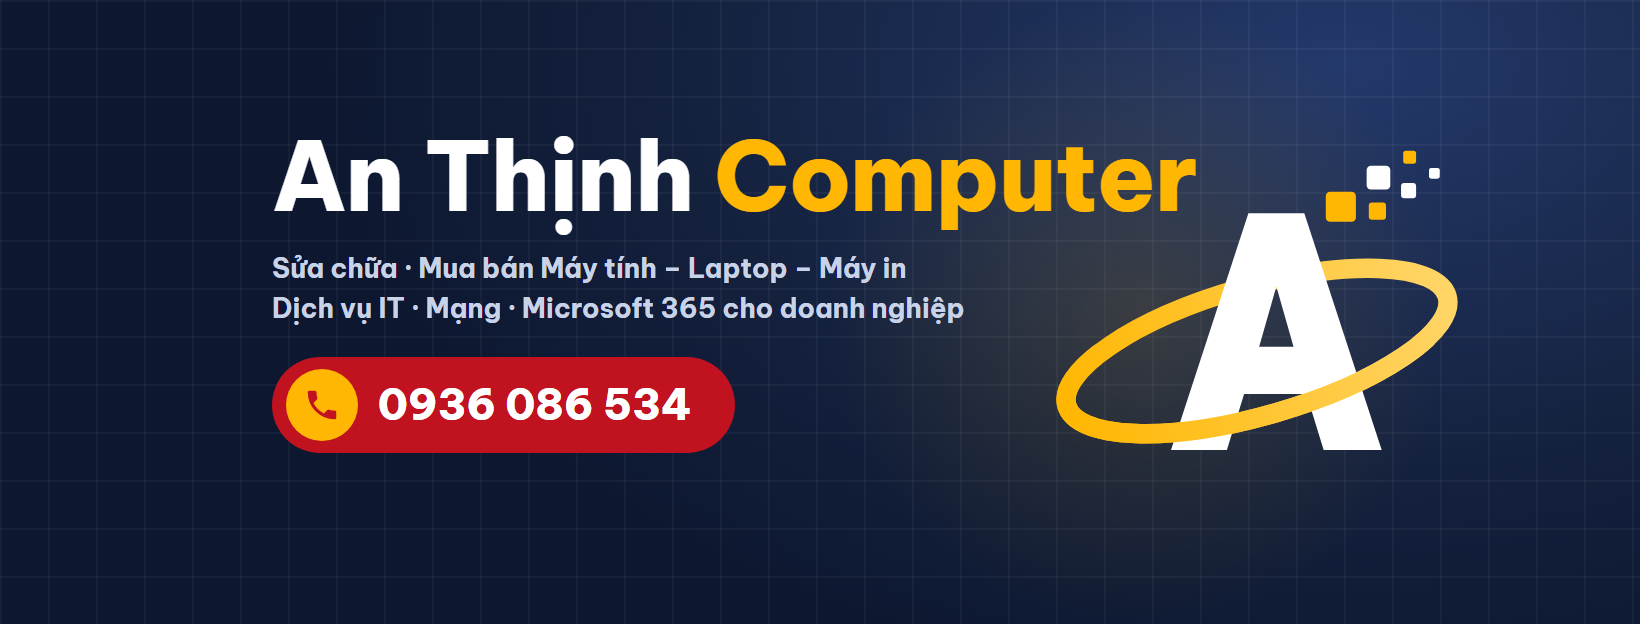 An Thịnh Computer
Sửa chữa · Mua bán Máy tính – Laptop – Máy in
Dịch vụ IT · Mạng · Microsoft 365 cho doanh nghiệp
0936 086 534
A